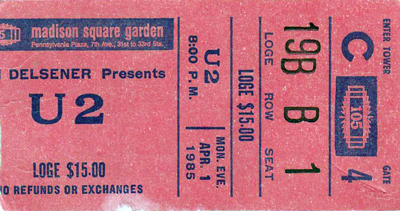 madison square garden
Pennsylvania Plaza, 7th Ave., 31st to 33rd Sts.
DELSENER Presents
U2
LOGE $15.00
NO REFUNDS OR EXCHANGES
U2
8:00 P.M.
MON. EVE.
APR. 1
1985
LOGE $15.00
LOGE ROW SEAT
19B B 1
ENTER TOWER
C
105
GATE
4